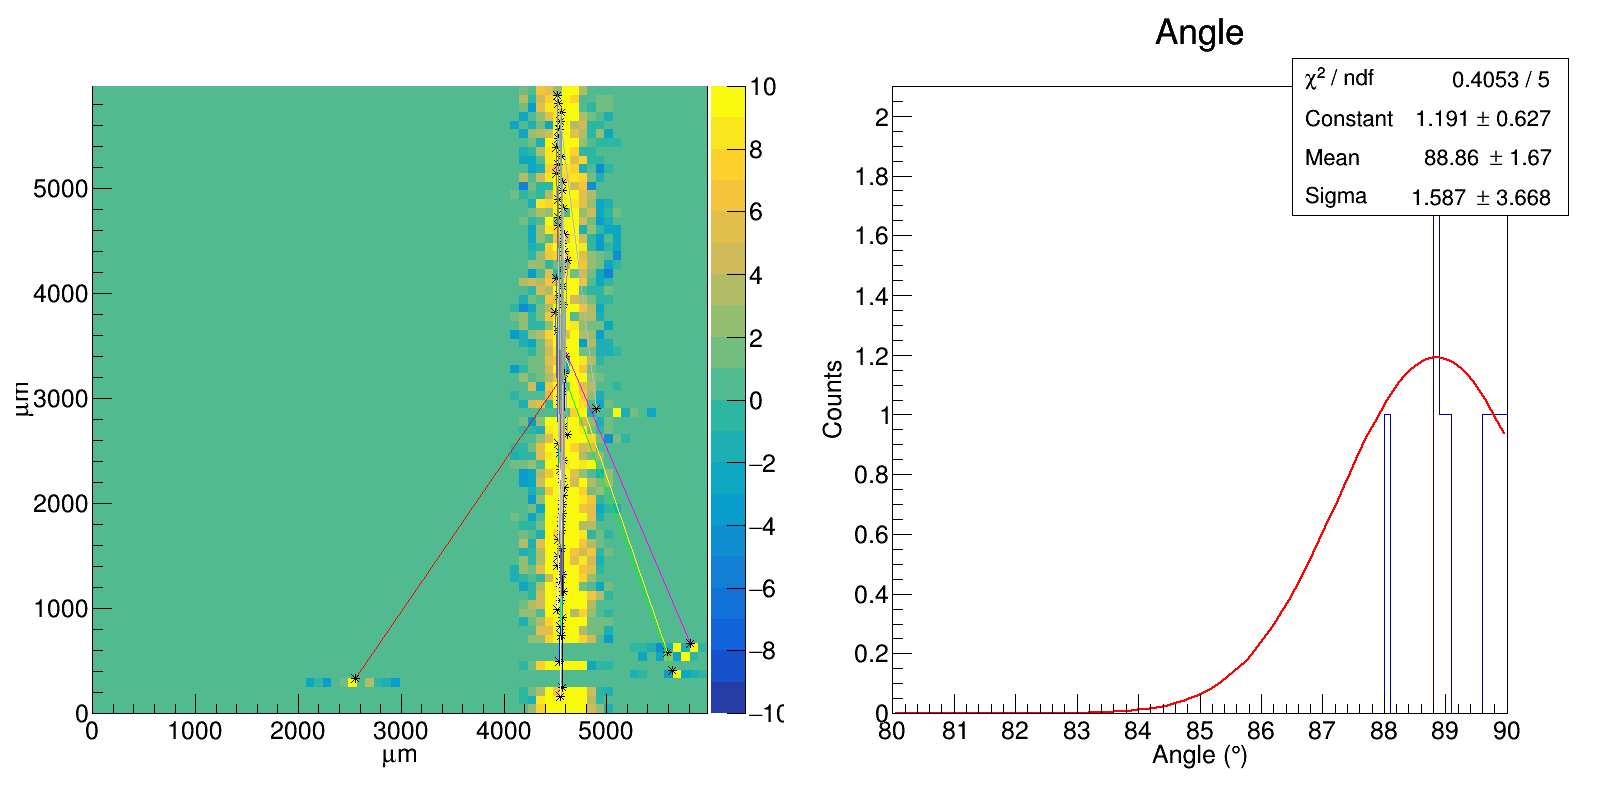 Angle
χ² / ndf 0.4053 / 5
Constant 1.191 ± 0.627
Mean 88.86 ± 1.67
Sigma 1.587 ± 3.668
μm
5000
4000
3000
2000
1000
0
0 1000 2000 3000 4000 5000
μm
10
8
6
4
2
0
−2
−4
−6
−8
−10
Counts
2
1.8
1.6
1.4
1.2
1
0.8
0.6
0.4
0.2
0
80 81 82 83 84 85 86 87 88 89 90
Angle (°)